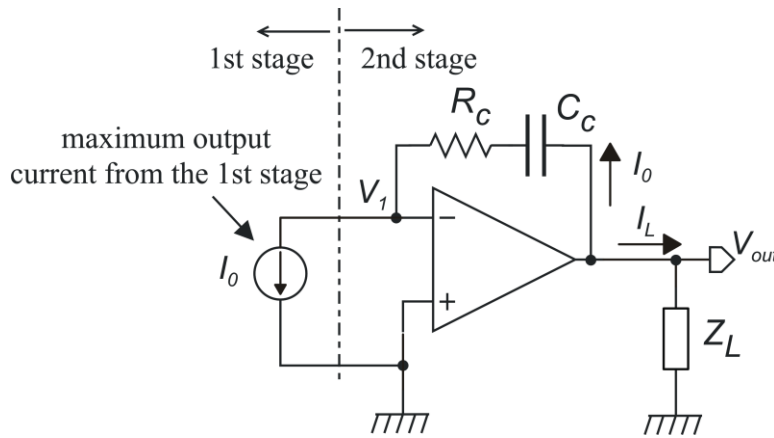 1st stage
2nd stage
maximum output
current from the 1st stage
R_c
C_c
V_1
I_0
I_L
V_out
I_0
−
+
Z_L